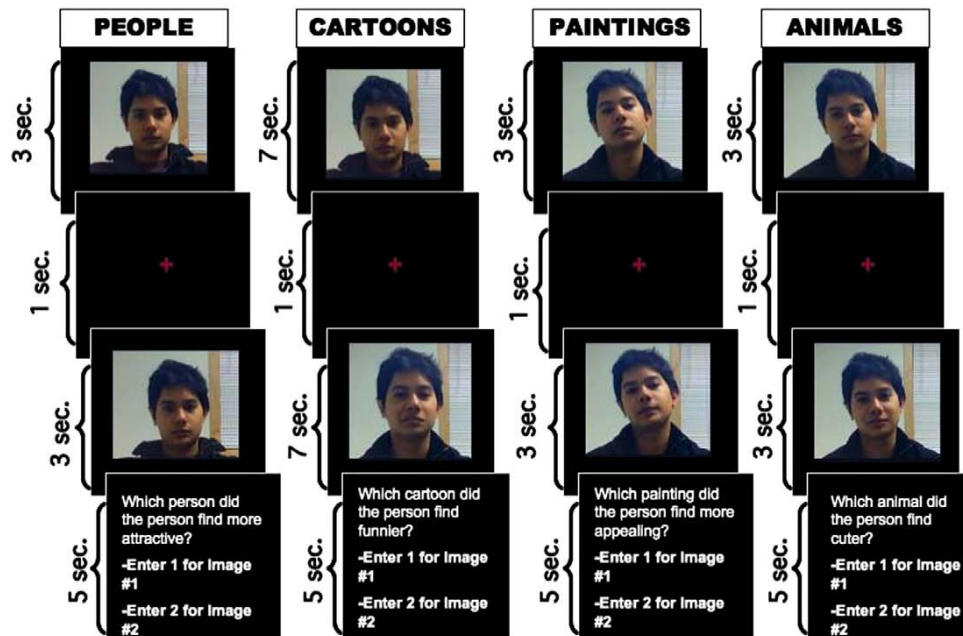 PEOPLE
CARTOONS
PAINTINGS
ANIMALS
3 sec.
7 sec.
3 sec.
3 sec.
1 sec.
1 sec.
1 sec.
1 sec.
3 sec.
7 sec.
3 sec.
3 sec.
5 sec.
Which person did
the person find more
attractive?
-Enter 1 for Image
#1
-Enter 2 for Image
#2
5 sec.
Which cartoon did
the person find
funnier?
-Enter 1 for Image
#1
-Enter 2 for Image
#2
5 sec.
Which painting did
the person find more
appealing?
-Enter 1 for Image
#1
-Enter 2 for Image
#2
5 sec.
Which animal did
the person find
cuter?
-Enter 1 for Image
#1
-Enter 2 for Image
#2